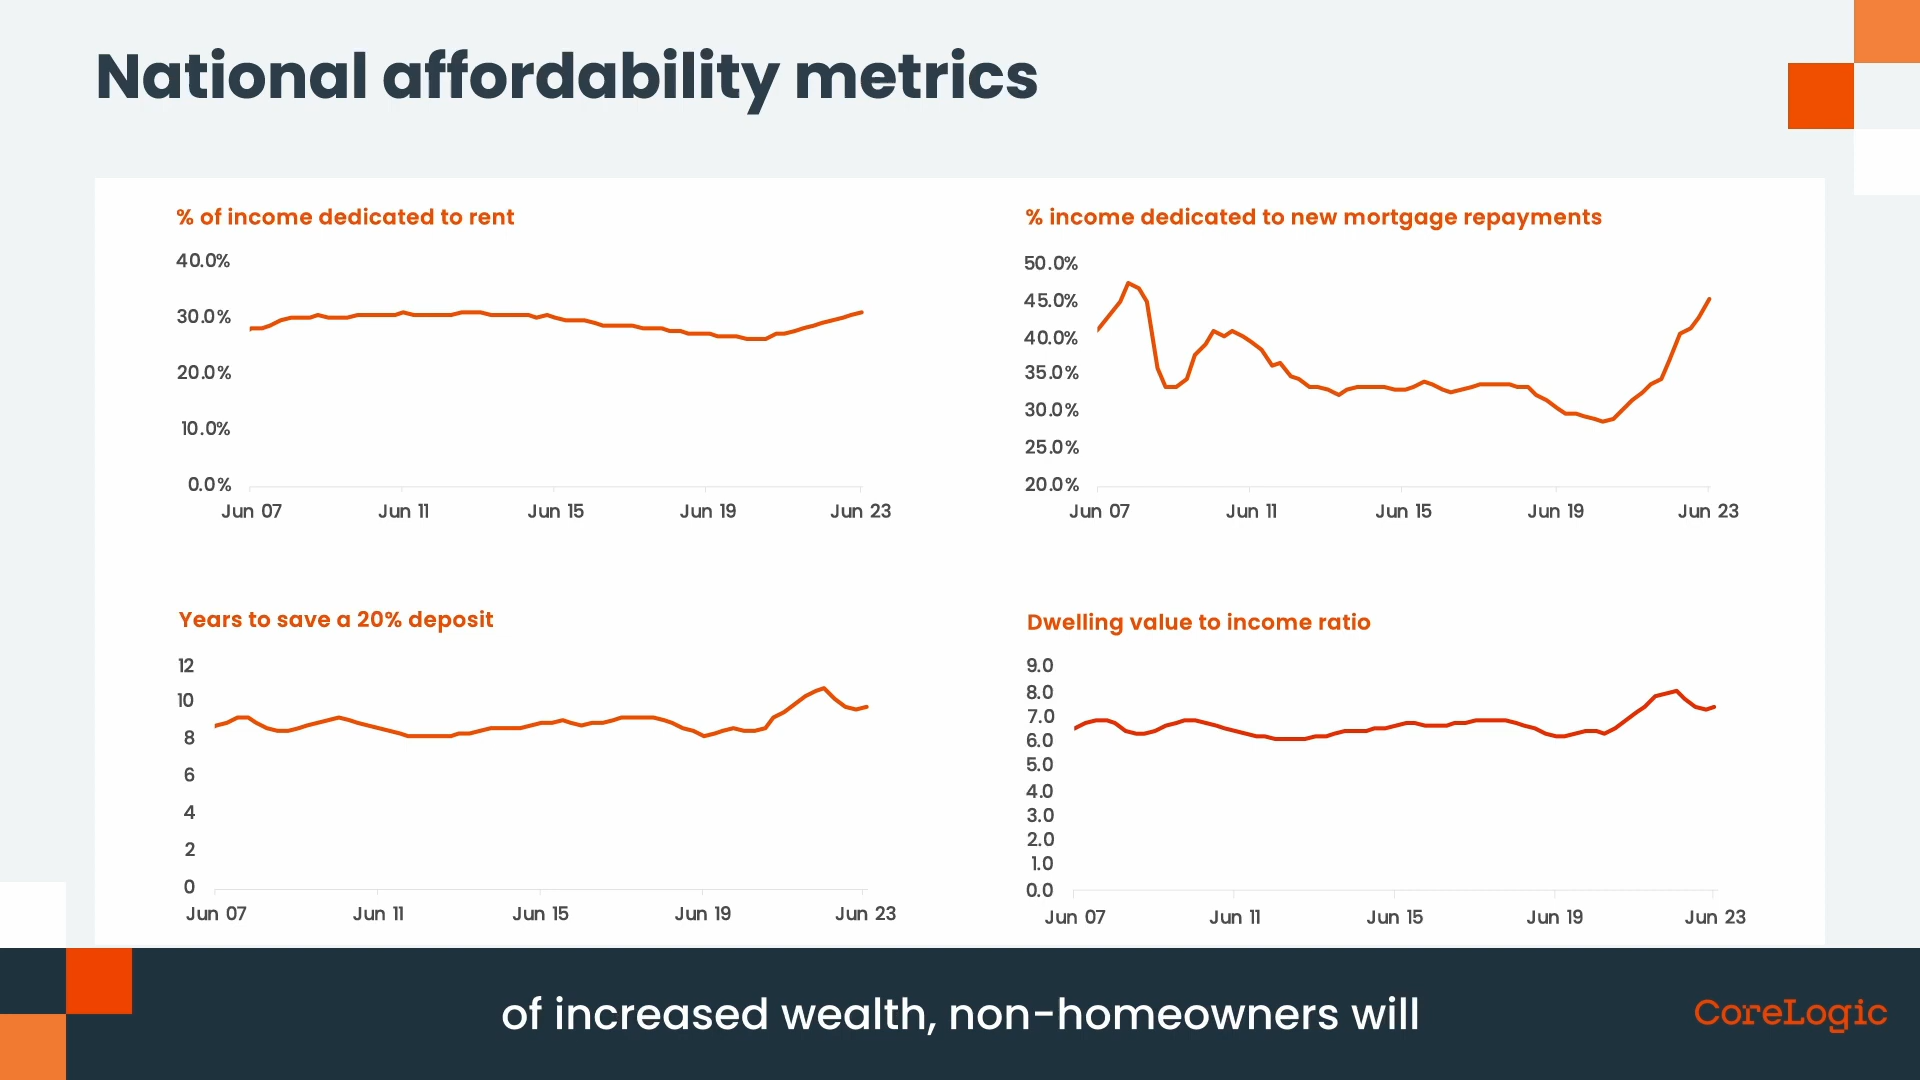 National affordability metrics
% of income dedicated to rent
40.0%
30.0%
20.0%
10.0%
0.0%
Jun 07 Jun 11 Jun 15 Jun 19 Jun 23
% income dedicated to new mortgage repayments
50.0%
45.0%
40.0%
35.0%
30.0%
25.0%
20.0%
Jun 07 Jun 11 Jun 15 Jun 19 Jun 23
Years to save a 20% deposit
12
10
8
6
4
2
0
Jun 07 Jun 11 Jun 15 Jun 19 Jun 23
Dwelling value to income ratio
9.0
8.0
7.0
6.0
5.0
4.0
3.0
2.0
1.0
0.0
Jun 07 Jun 11 Jun 15 Jun 19 Jun 23
of increased wealth, non-homeowners will
CoreLogic